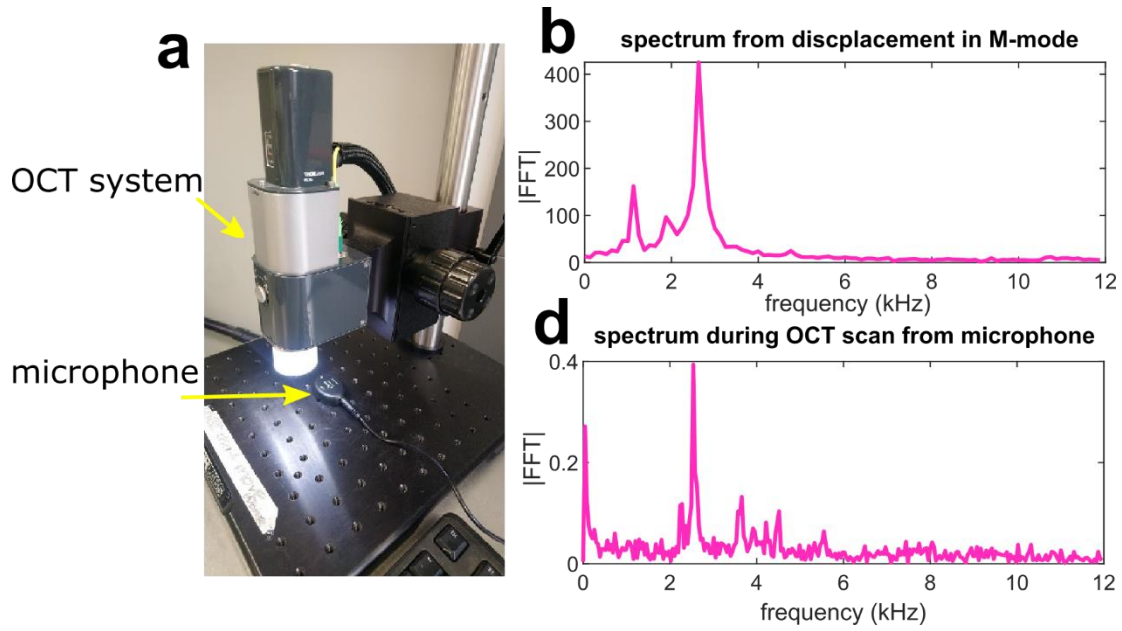 a
OCT system
microphone
b
spectrum from discplacement in M-mode
400
300
200
100
0
|FFT|
0 2 4 6 8 10 12
frequency (kHz)
d
spectrum during OCT scan from microphone
0.4
0.2
0
|FFT|
0 2 4 6 8 10 12
frequency (kHz)